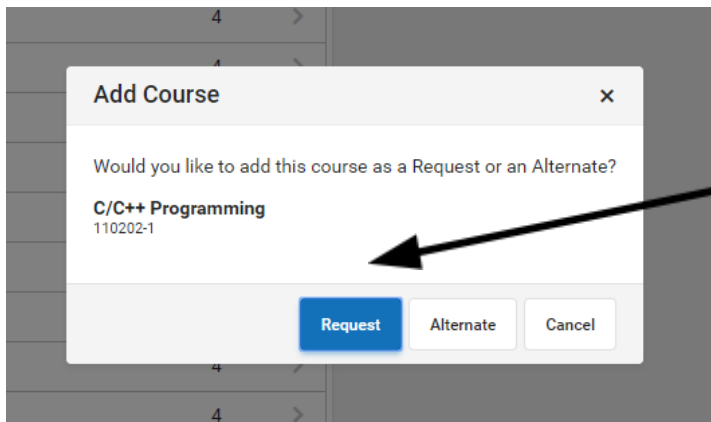 4
4
Add Course
Would you like to add this course as a Request or an Alternate?
C/C++ Programming
110202-1
Request Alternate Cancel
4
4